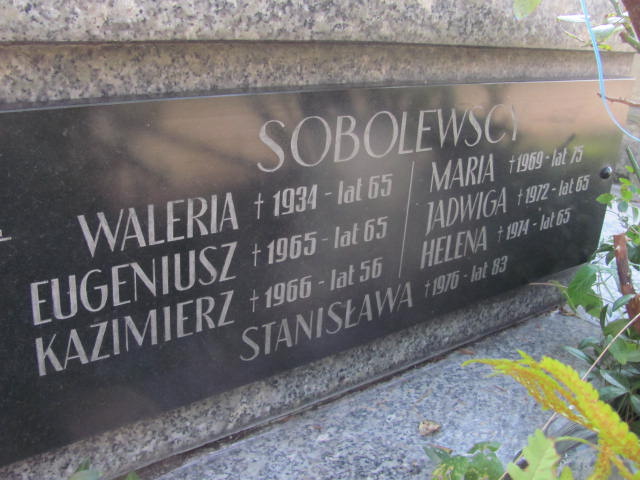 SOBOLEWSCY
WALERIA †1934 - lat 65
EUGENIUSZ †1965 - lat 65
KAZIMIERZ †1966 - lat 56
MARIA †1969 - lat 75
JADWIGA †1972 - lat 65
HELENA †1974 - lat 65
STANISŁAWA †1976 - lat 83